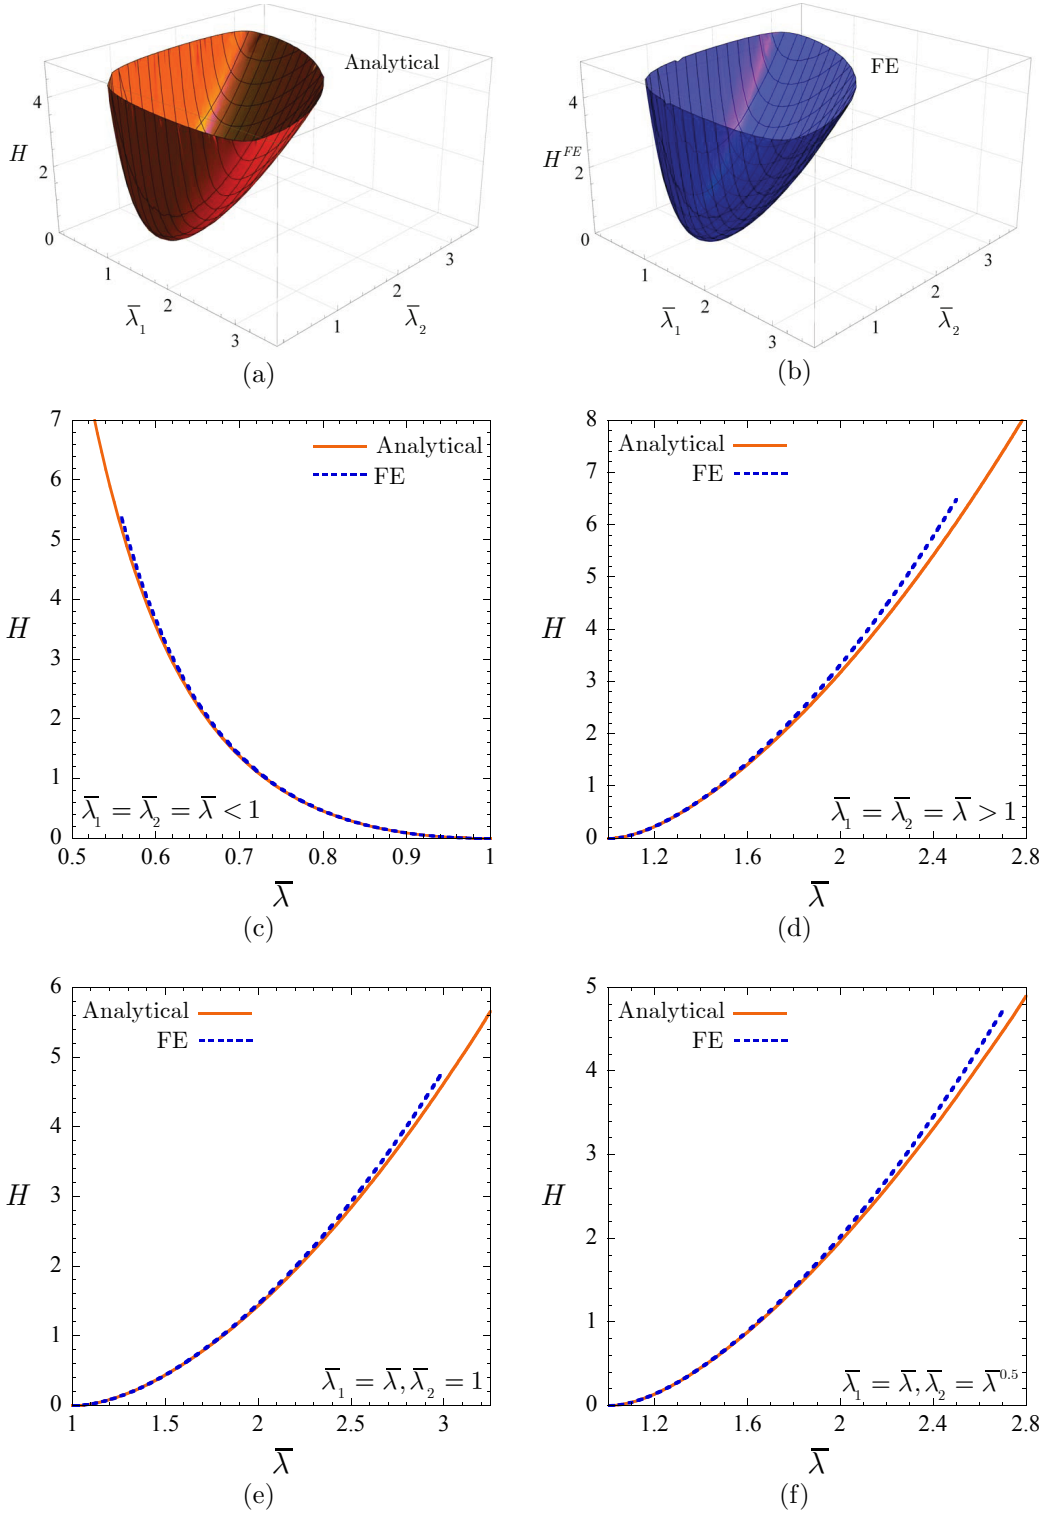 Analytical
FE
4
H
2
0
1
2
3
1
2
3
λ̅₁
λ̅₂
(a)
4
H^{FE}
2
0
1
2
3
1
2
3
λ̅₁
λ̅₂
(b)
7
6
5
4
3
2
1
0
H
Analytical
FE
λ̅₁ = λ̅₂ = λ̅ < 1
0.5 0.6 0.7 0.8 0.9 1
λ̅
(c)
8
7
6
5
4
3
2
1
0
H
Analytical
FE
λ̅₁ = λ̅₂ = λ̅ > 1
1.2 1.6 2 2.4 2.8
λ̅
(d)
6
5
4
3
2
1
0
H
Analytical
FE
λ̅₁ = λ̅, λ̅₂ = 1
1 1.5 2 2.5 3
λ̅
(e)
5
4
3
2
1
0
H
Analytical
FE
λ̅₁ = λ̅, λ̅₂ = λ̅^{0.5}
1.2 1.6 2 2.4 2.8
λ̅
(f)